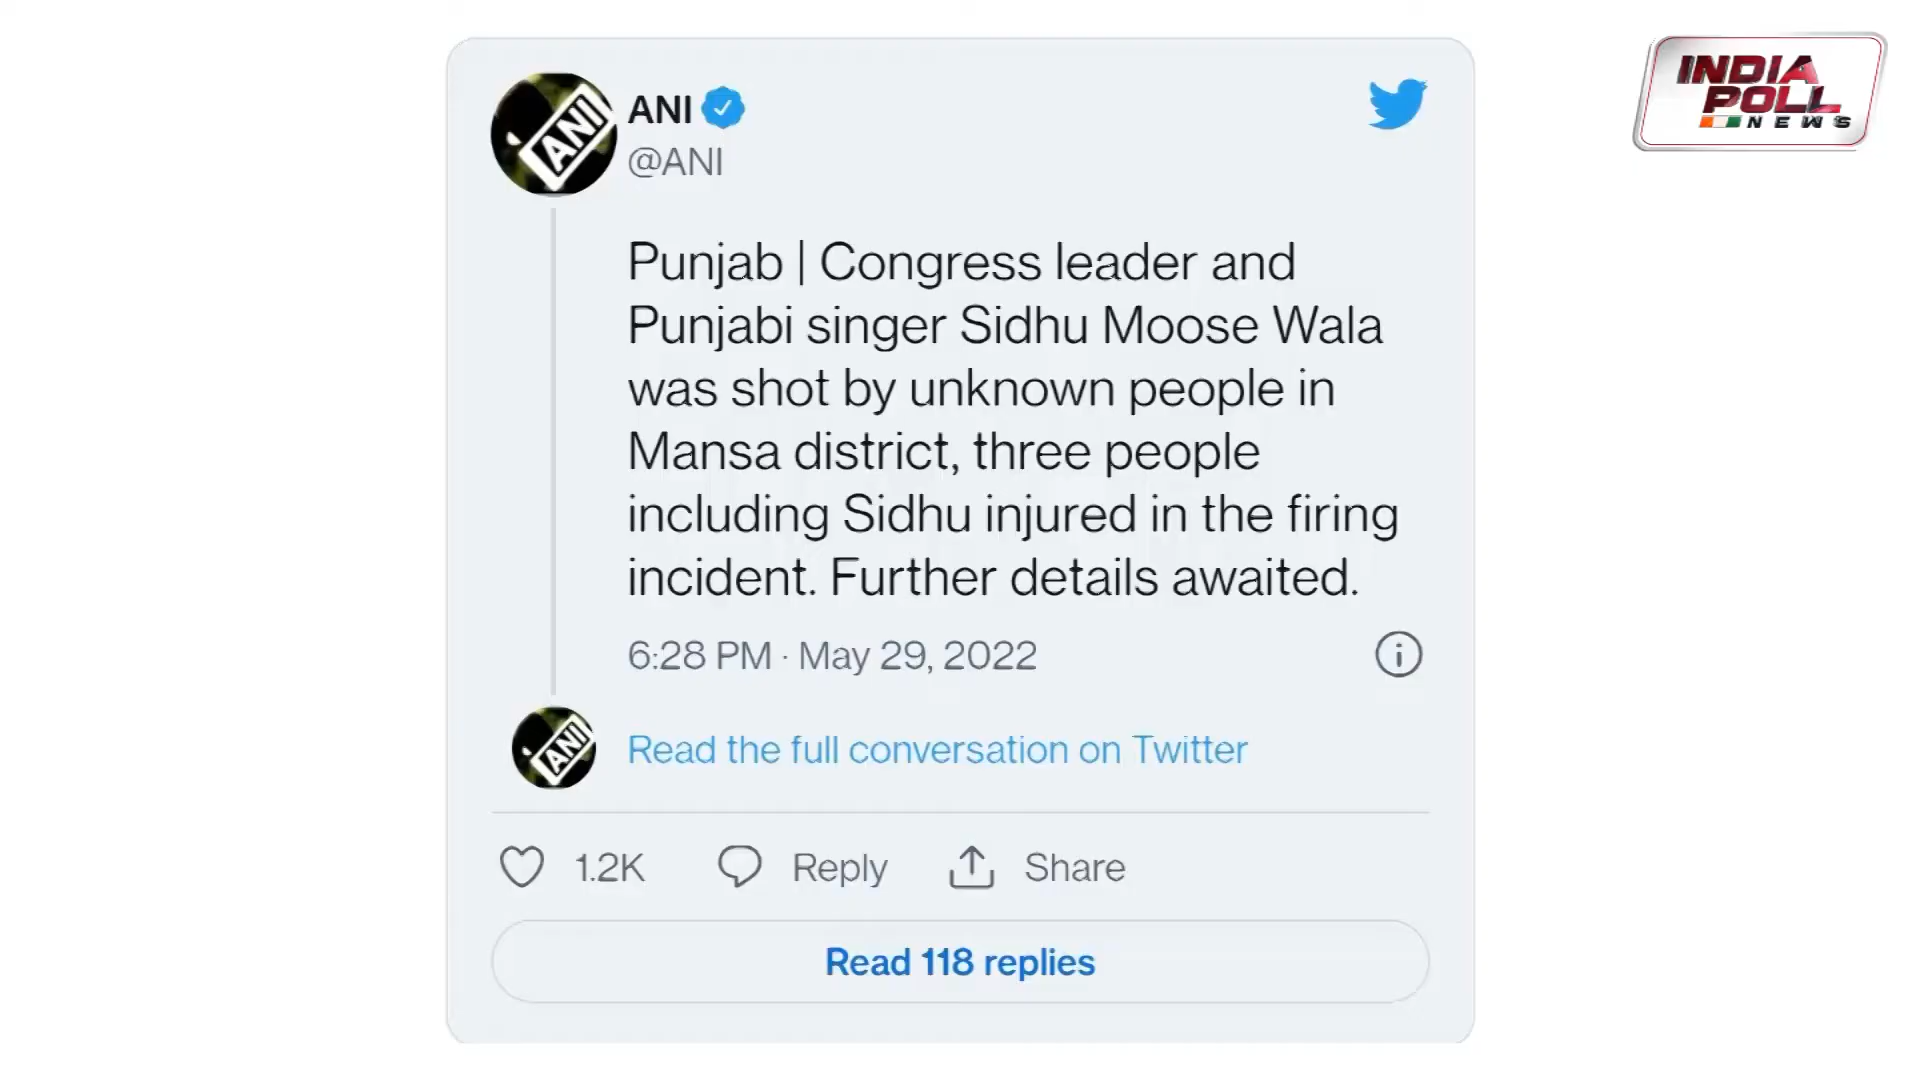 ANI
@ANI
ANI
INDIA
POLL
NEWS
Punjab | Congress leader and
Punjabi singer Sidhu Moose Wala
was shot by unknown people in
Mansa district, three people
including Sidhu injured in the firing
incident. Further details awaited.
6:28 PM · May 29, 2022
ANI
Read the full conversation on Twitter
1.2K Reply Share
Read 118 replies